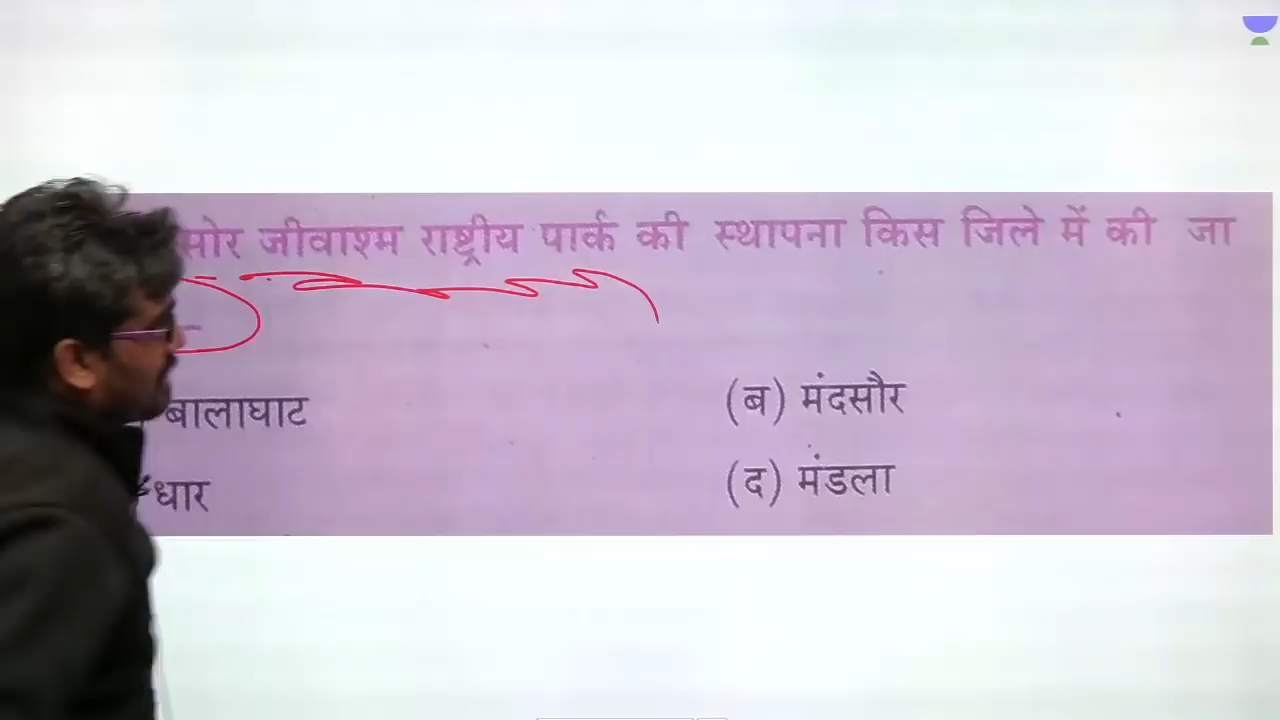 सोर जीवाश्म राष्ट्रीय पार्क की स्थापना किस जिले में की जा
बालाघाट (ब) मंदसौर
धार (द) मंडला